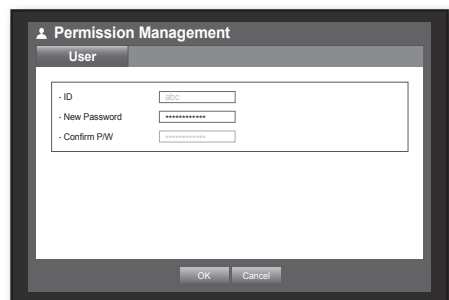 Permission Management
User
- ID abc
- New Password ************
- Confirm P/W ************
OK Cancel